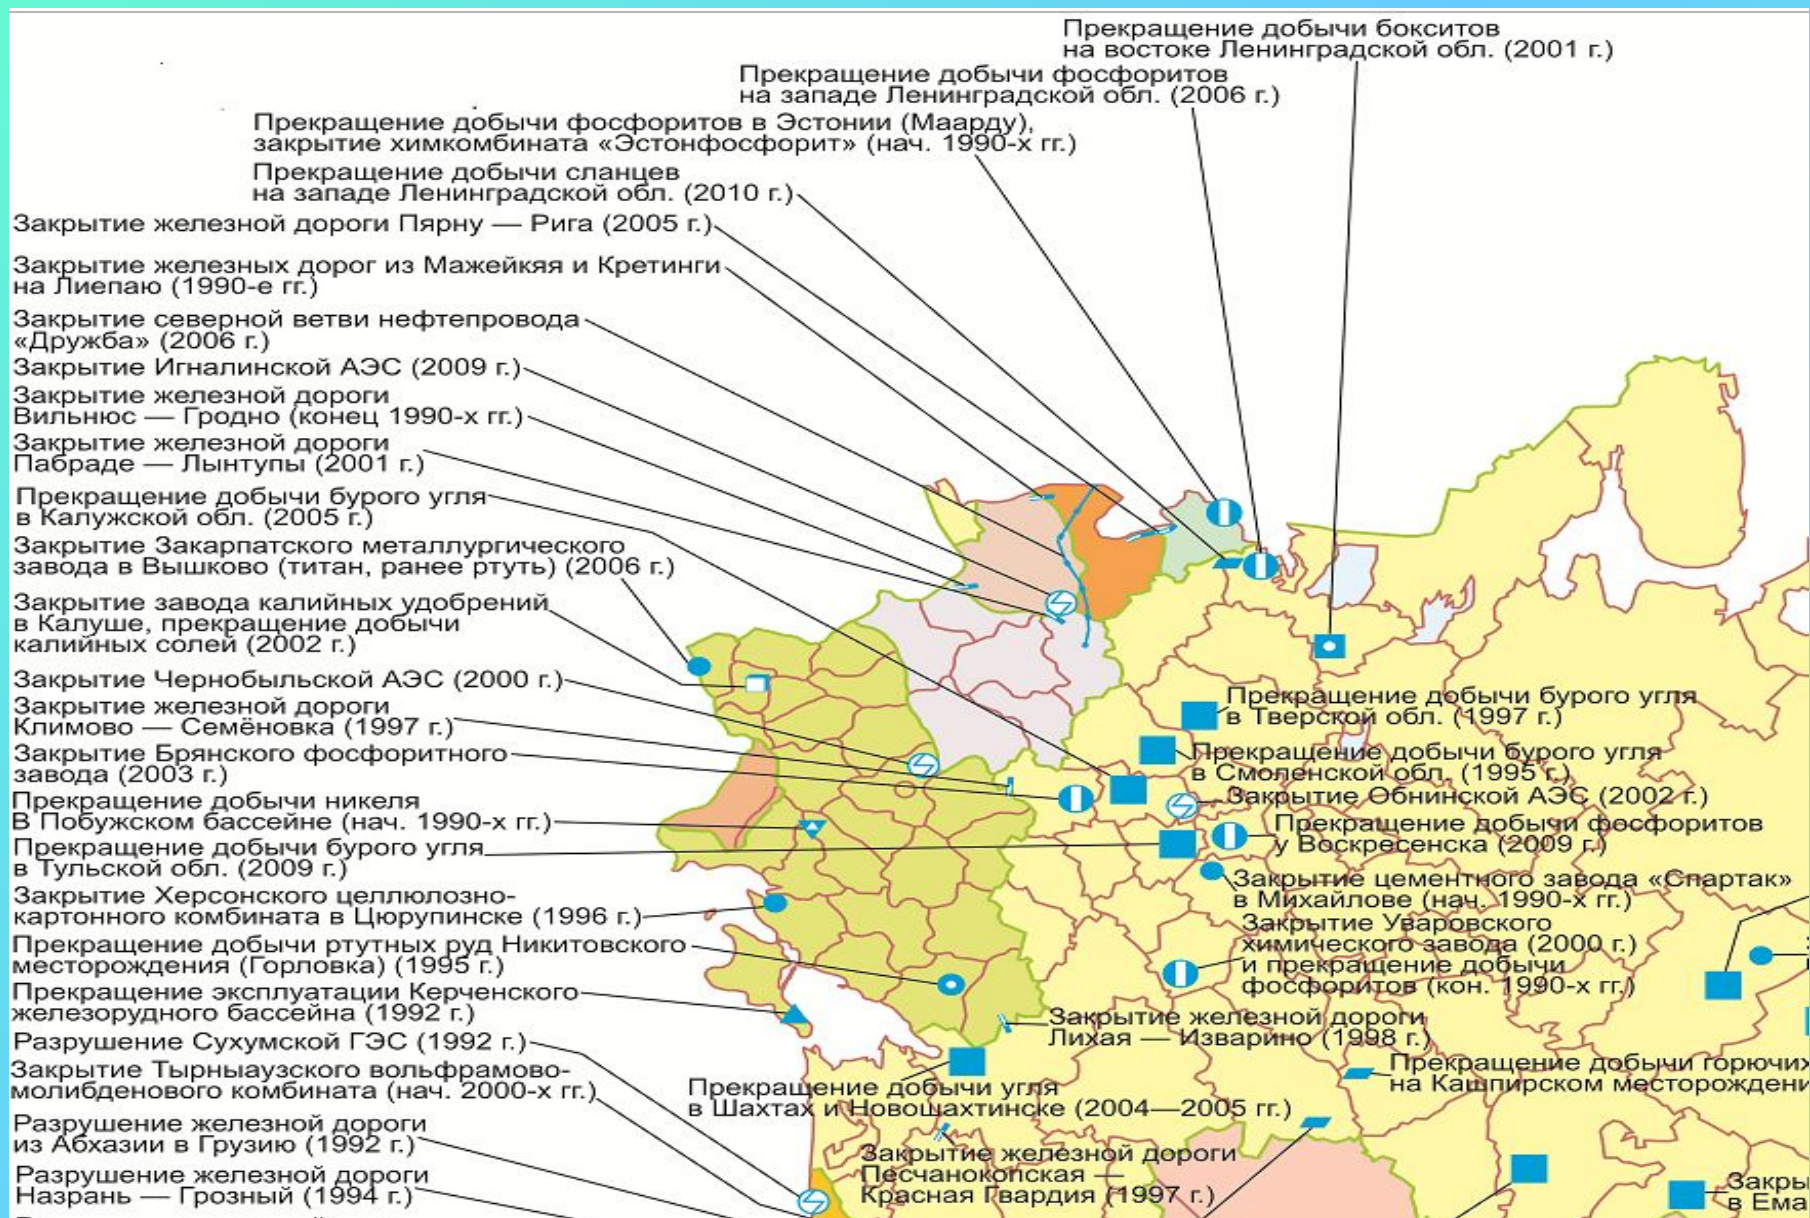 Прекращение добычи бокситов
на востоке Ленинградской обл. (2001 г.)
Прекращение добычи фосфоритов
на западе Ленинградской обл. (2006 г.)
Прекращение добычи фосфоритов в Эстонии (Маарду),
закрытие химкомбината «Эстонфосфорит» (нач. 1990-х гг.)
Прекращение добычи сланцев
на западе Ленинградской обл. (2010 г.)
Закрытие железной дороги Пярну — Рига (2005 г.)
Закрытие железных дорог из Мажейкяя и Кретинги
на Лиепаю (1990-е гг.)
Закрытие северной ветви нефтепровода
«Дружба» (2006 г.)
Закрытие Игналинской АЭС (2009 г.)
Закрытие железной дороги
Вильнюс — Гродно (конец 1990-х гг.)
Закрытие железной дороги
Пабраде — Лынтупы (2001 г.)
Прекращение добычи бурого угля
в Калужской обл. (2005 г.)
Закрытие Закарпатского металлургического
завода в Вышково (титан, ранее ртуть) (2006 г.)
Закрытие завода калийных удобрений
в Калуше, прекращение добычи
калийных солей (2002 г.)
Закрытие Чернобыльской АЭС (2000 г.)
Закрытие железной дороги
Климово — Семёновка (1997 г.)
Закрытие Брянского фосфоритного
завода (2003 г.)
Прекращение добычи никеля
В Побужском бассейне (нач. 1990-х гг.)
Прекращение добычи бурого угля
в Тульской обл. (2009 г.)
Закрытие Херсонского целлюлозно-
картонного комбината в Цюрупинске (1996 г.)
Прекращение добычи ртутных руд Никитовского
месторождения (Горловка) (1995 г.)
Прекращение эксплуатации Керченского
железорудного бассейна (1992 г.)
Разрушение Сухумской ГЭС (1992 г.)
Закрытие Тырныаузского вольфрамово-
молибденового комбината (нач. 2000-х гг.)
Разрушение железной дороги
из Абхазии в Грузию (1992 г.)
Разрушение железной дороги
Назрань — Грозный (1994 г.)
Прекращение добычи бурого угля
в Тверской обл. (1997 г.)
Прекращение добычи бурого угля
в Смоленской обл. (1995 г.)
Закрытие Обнинской АЭС (2002 г.)
Прекращение добычи фосфоритов
у Воскресенска (2009 г.)
Закрытие цементного завода «Спартак»
в Михайлове (нач. 1990-х гг.)
Закрытие Уваровского
химического завода (2000 г.)
и прекращение добычи
фосфоритов (кон. 1990-х гг.)
Закрытие железной дороги
Лихая — Изварино (1998 г.)
Прекращение добычи горючих
на Кашпирском месторождени
Прекращение добычи угля
в Шахтах и Новошахтинске (2004—2005 гг.)
Закрытие железной дороги
Песчанокопская —
Красная Гвардия (1997 г.)
Закры
в Ема